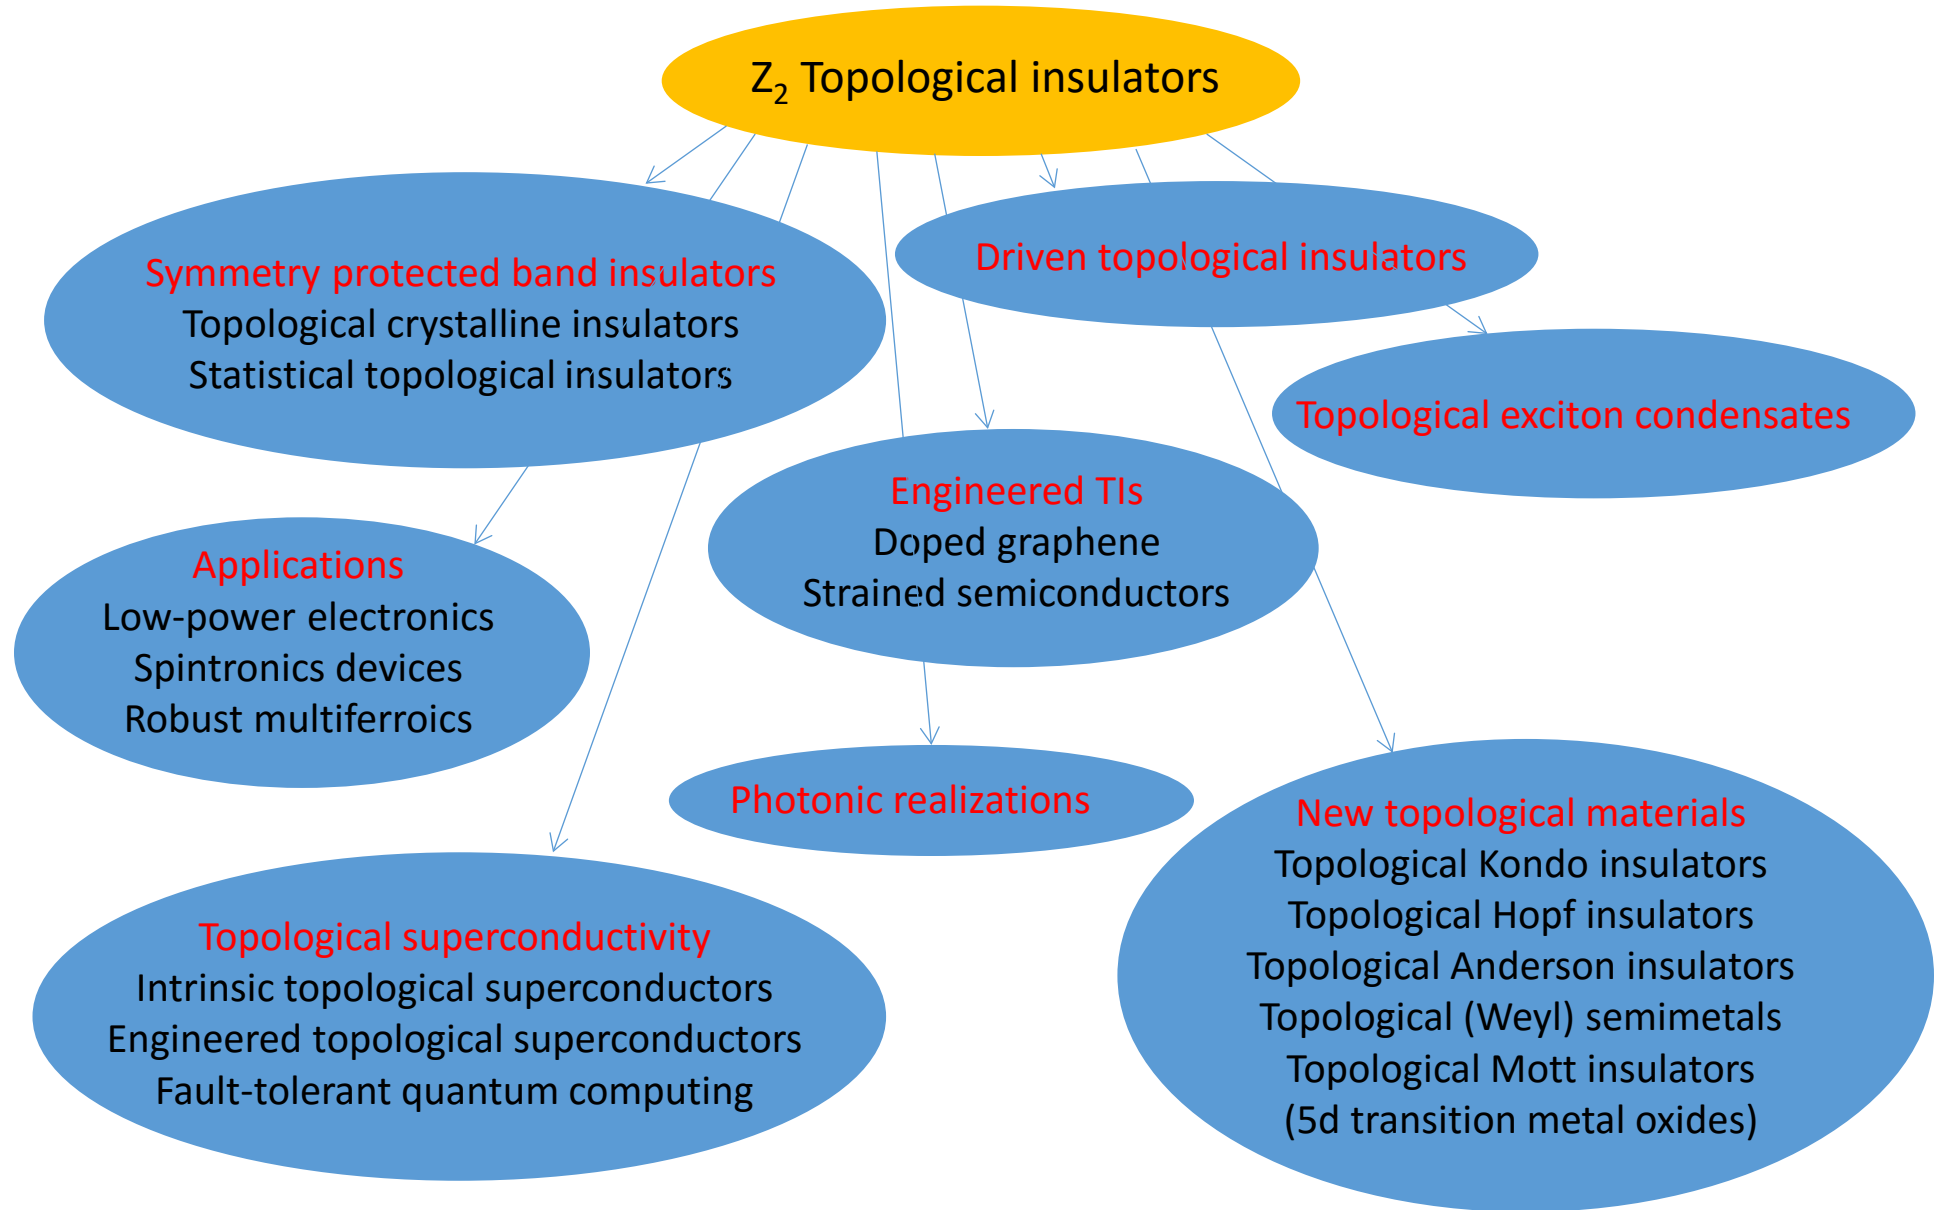 Z₂ Topological insulators
Symmetry protected band insulators
Topological crystalline insulators
Statistical topological insulators
Driven topological insulators
Topological exciton condensates
Engineered TIs
Doped graphene
Strained semiconductors
Applications
Low-power electronics
Spintronics devices
Robust multiferroics
Photonic realizations
Topological superconductivity
Intrinsic topological superconductors
Engineered topological superconductors
Fault-tolerant quantum computing
New topological materials
Topological Kondo insulators
Topological Hopf insulators
Topological Anderson insulators
Topological (Weyl) semimetals
Topological Mott insulators
(5d transition metal oxides)